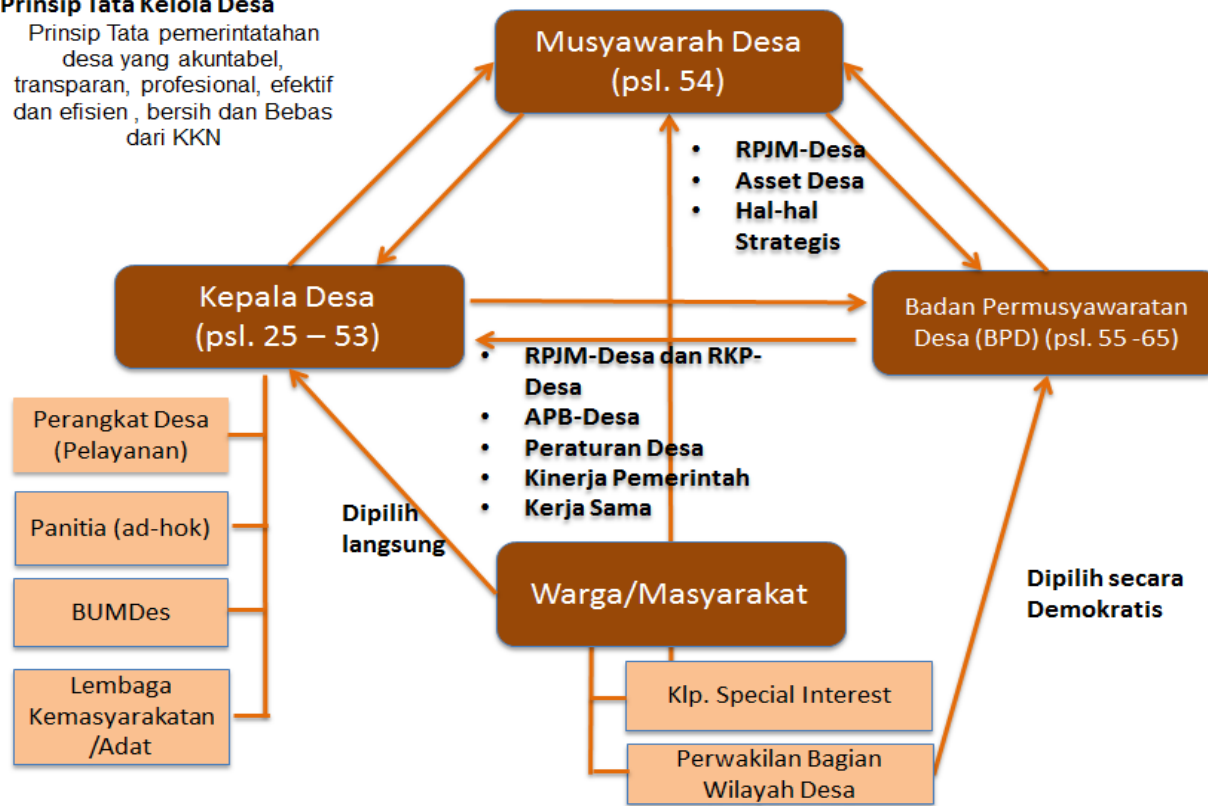 Prinsip Tata Kelola Desa
Prinsip Tata pemerintatahan
desa yang akuntabel,
transparan, profesional, efektif
dan efisien , bersih dan Bebas
dari KKN
Musyawarah Desa
(psl. 54)
• RPJM-Desa
• Asset Desa
• Hal-hal
Strategis
Kepala Desa
(psl. 25 – 53)
Badan Permusyawaratan
Desa (BPD) (psl. 55 -65)
• RPJM-Desa dan RKP-
Desa
• APB-Desa
• Peraturan Desa
• Kinerja Pemerintah
• Kerja Sama
Perangkat Desa
(Pelayanan)
Panitia (ad-hok)
BUMDes
Lembaga
Kemasyarakatan
/Adat
Dipilih
langsung
Warga/Masyarakat
Dipilih secara
Demokratis
Klp. Special Interest
Perwakilan Bagian
Wilayah Desa